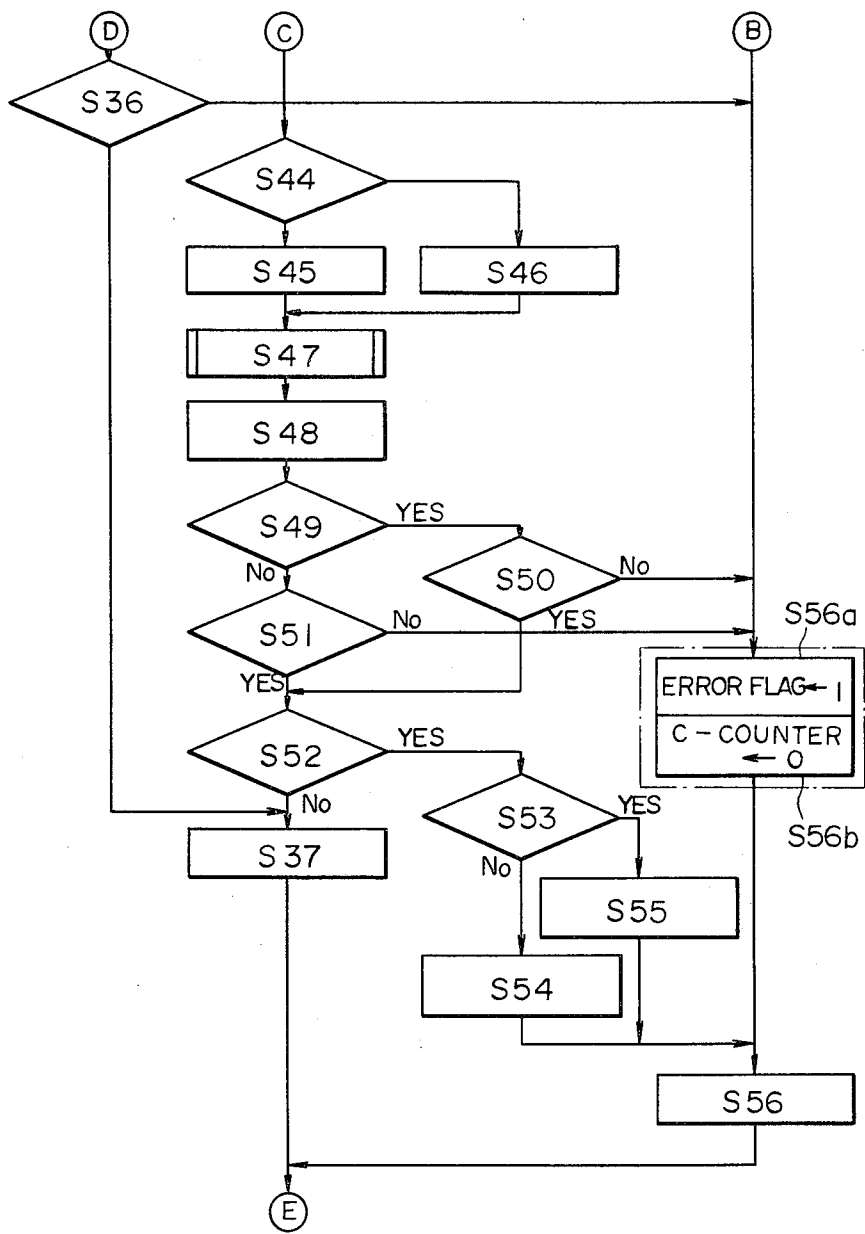 D
C
B
S36
S44
S45
S46
S47
S48
S49
YES
No
S50
No
YES
S51
No
YES
S56a
ERROR FLAG ← 1
C - COUNTER
← 0
S56b
S52
YES
No
S53
YES
No
S37
S55
S54
S56
E